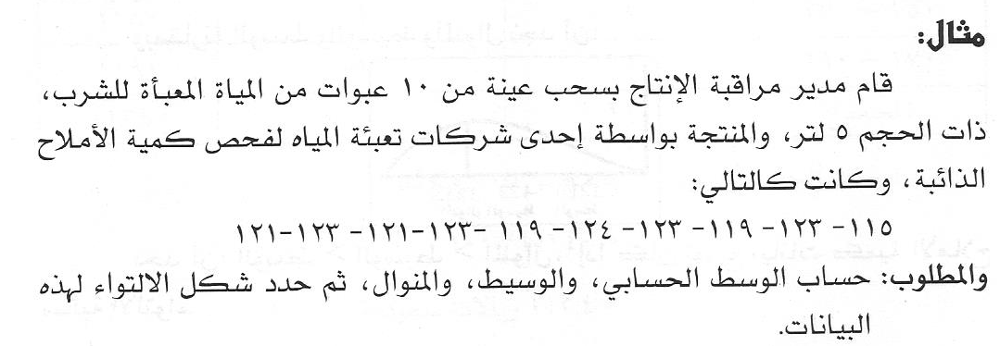 مثال:
قام مدير مراقبة الإنتاج بسحب عينة من ١٠ عبوات من المياة المعبأة للشرب،
ذات الحجم ٥ لتر، والمنتجة بواسطة إحدى شركات تعبئة المياه لفحص كمية الأملاح
الذائبة، وكانت كالتالي:
١١٥– ١٢٣– ١١٩– ١٢٣– ١٢٤– ١١٩ –١٢٣–١٢١– ١٢٣–١٢١
والمطلوب: حساب الوسط الحسابي، والوسيط، والمنوال، ثم حدد شكل الالتواء لهذه
البيانات.